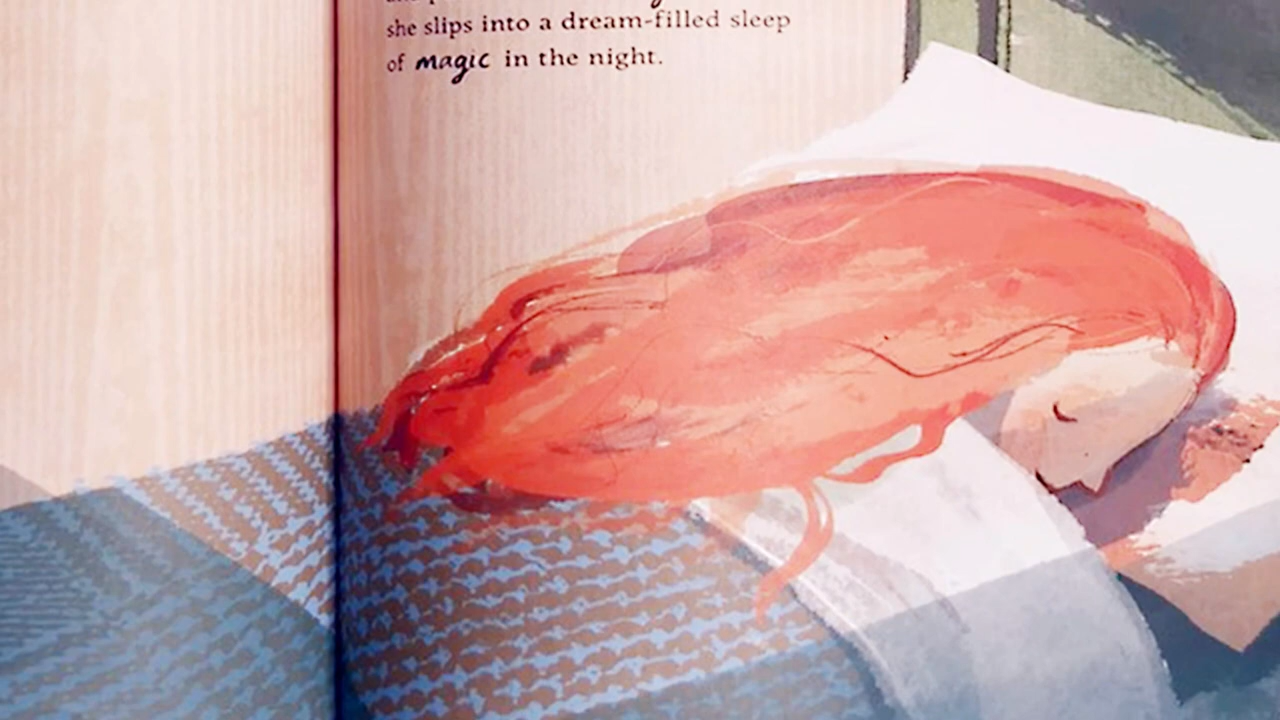 she slips into a dream-filled sleep
of magic in the night.